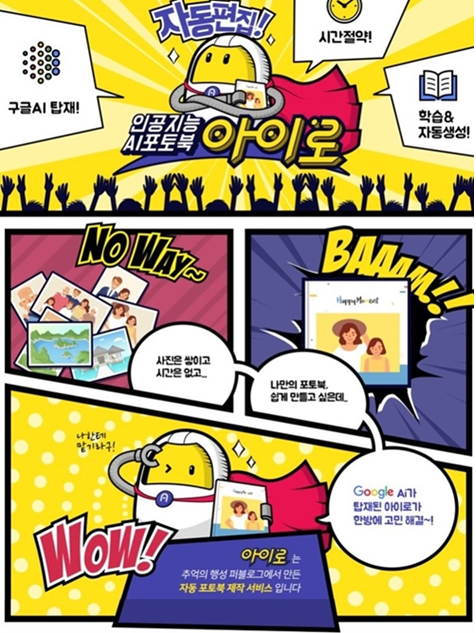 자동편집!
시간절약!
구글AI 탑재!
학습&
자동생성!
인공지능
AI포토북
아이로
NO WAY~
BAAAM!!
Happy Moment
사진은 쌓이고
시간은 없고...
나만의 포토북,
쉽게 만들고 싶은데..
나한테
맡기라구!
A
Happy Moment
Google Ai가
탑재된 아이로가
한방에 고민 해결~!
WOW!
아이로 는
추억의 행성 퍼블로그에서 만든
자동 포토북 제작 서비스 입니다